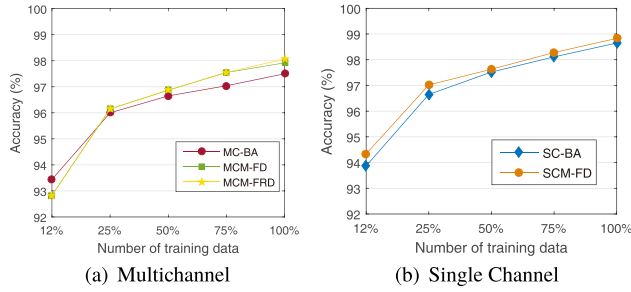 100
99
98
97
96
95
94
93
92
Accuracy (%)
MC-BA
MCM-FD
MCM-FRD
12% 25% 50% 75% 100%
Number of training data
(a) Multichannel
100
99
98
97
96
95
94
93
92
Accuracy (%)
SC-BA
SCM-FD
12% 25% 50% 75% 100%
Number of training data
(b) Single Channel